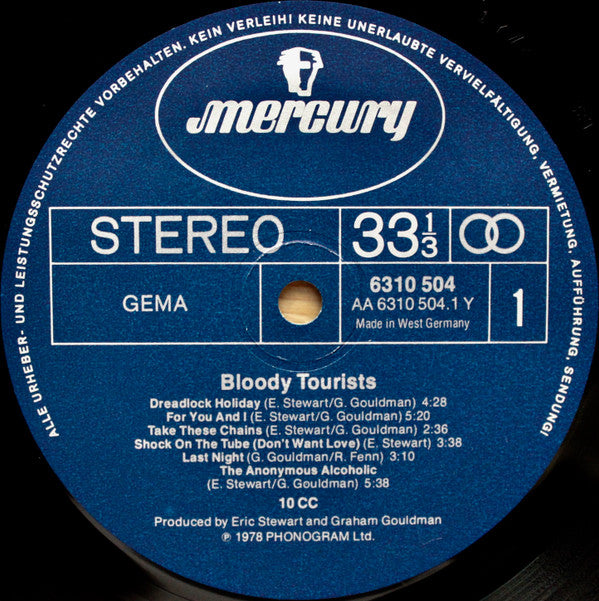 ALLE URHEBER- UND LEISTUNGSSCHUTZRECHTE VORBEHALTEN. KEIN VERLEIH! KEINE UNERLAUBTE VERVIELFÄLTIGUNG, VERMIETUNG, AUFFÜHRUNG, SENDUNG!
mercury
STEREO 33 1/3
GEMA
6310 504
AA 6310 504.1 Y
Made in West Germany
1
Bloody Tourists
Dreadlock Holiday (E. Stewart/G. Gouldman) 4:28
For You And I (E. Stewart/G. Gouldman) 5:20
Take These Chains (E. Stewart/G. Gouldman) 2:36
Shock On The Tube (Don't Want Love) (E. Stewart) 3:38
Last Night (G. Gouldman/R. Fenn) 3:10
The Anonymous Alcoholic
(E. Stewart/G. Gouldman) 5:38
10 CC
Produced by Eric Stewart and Graham Gouldman
℗ 1978 PHONOGRAM Ltd.